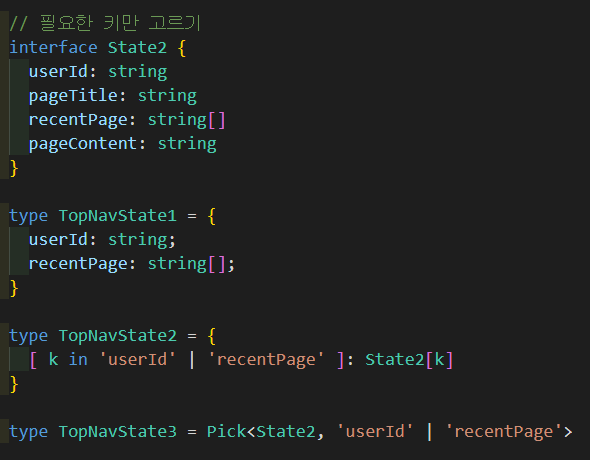 // 필요한 키만 고르기
interface State2 {
  userId: string
  pageTitle: string
  recentPage: string[]
  pageContent: string
}

type TopNavState1 = {
  userId: string;
  recentPage: string[];
}

type TopNavState2 = {
  [ k in 'userId' | 'recentPage' ]: State2[k]
}

type TopNavState3 = Pick<State2, 'userId' | 'recentPage'>